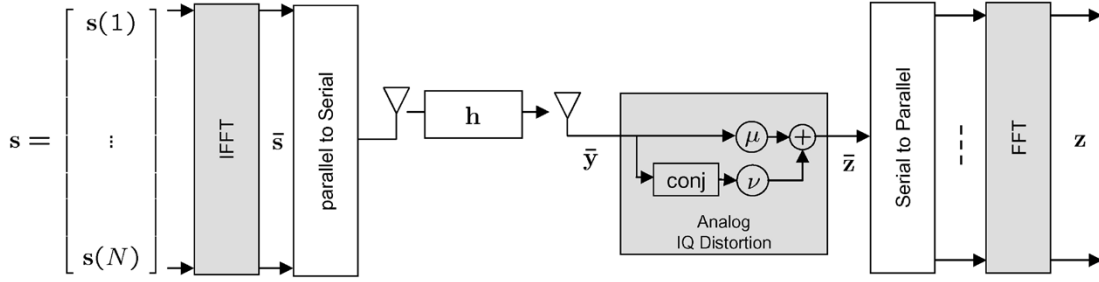 s(1)
s =
⋮
s(N)
IFFT
s̄
parallel to Serial
h
ȳ
μ
+
conj
ν
Analog
IQ Distortion
z̄
Serial to Parallel
FFT
z